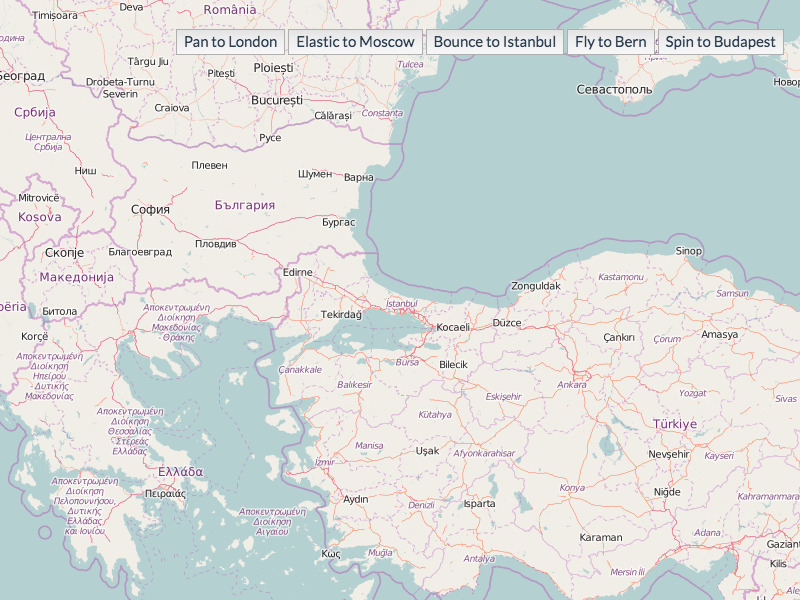 Timișoara
Deva
România
Pan to London
Elastic to Moscow
Bounce to Istanbul
Fly to Bern
Spin to Budapest
Târgu Jiu
Ploiești
Tulcea
Београд
Drobeta-Turnu
Severin
Pitești
Севастополь
București
Craiova
Călărași
Constanta
Србија
Централна
Србија
Русе
Ниш
Плевен
Шумен
Варна
Mitrovicë
Kosova
София
България
Бургас
Скопје
Благоевград
Пловдив
Sinop
Македонија
Edirne
Kastamonu
Zonguldak
Samsun
Битола
Αποκεντρωμένη
Διοίκηση
Μακεδονίας
- Θράκης
İstanbul
Tekirdağ
Kocaeli
Düzce
Çankırı
Çorum
Amasya
Korçë
Αποκεντρωμένη
Διοίκηση
Ηπείρου
- Δυτικής
Μακεδονίας
Çanakkale
Bursa
Bilecik
Balıkesir
Ankara
Eskişehir
Yozgat
Sivas
Αποκεντρωμένη
Διοίκηση
Θεσσαλίας
- Στερεάς
Ελλάδας
Kütahya
Türkiye
Manisa
Uşak
Afyonkarahisar
Nevşehir
Kayseri
İzmir
Ελλάδα
Αποκεντρωμένη
Διοίκηση
Πελοποννήσου,
Δυτικής
Ελλάδας
και Ιονίου
Πειραιάς
Konya
Niğde
Aydın
Denizli
Isparta
Kahramanmara
Αποκεντρωμένη
Διοίκηση
Αιγαίου
Karaman
Adana
Gaziant
Κως
Muğla
Antalya
Mersin İli
Kilis